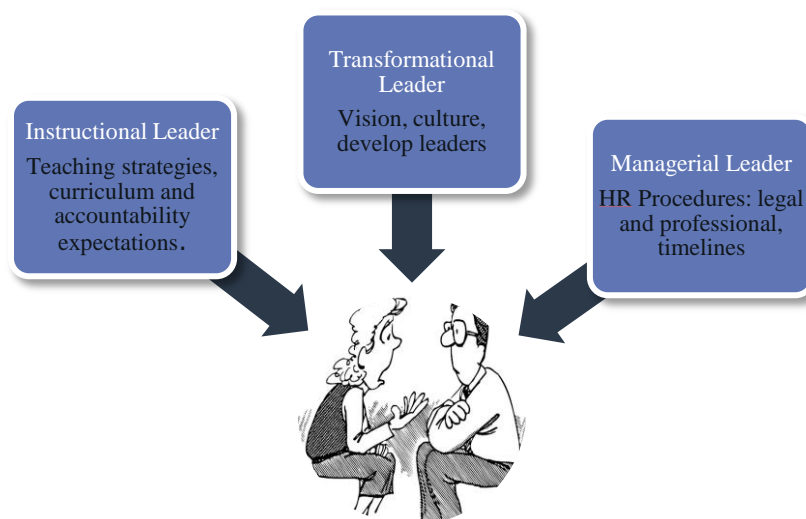 Instructional Leader
Teaching strategies,
curriculum and
accountability
expectations.
Transformational
Leader
Vision, culture,
develop leaders
Managerial Leader
HR Procedures: legal
and professional,
timelines